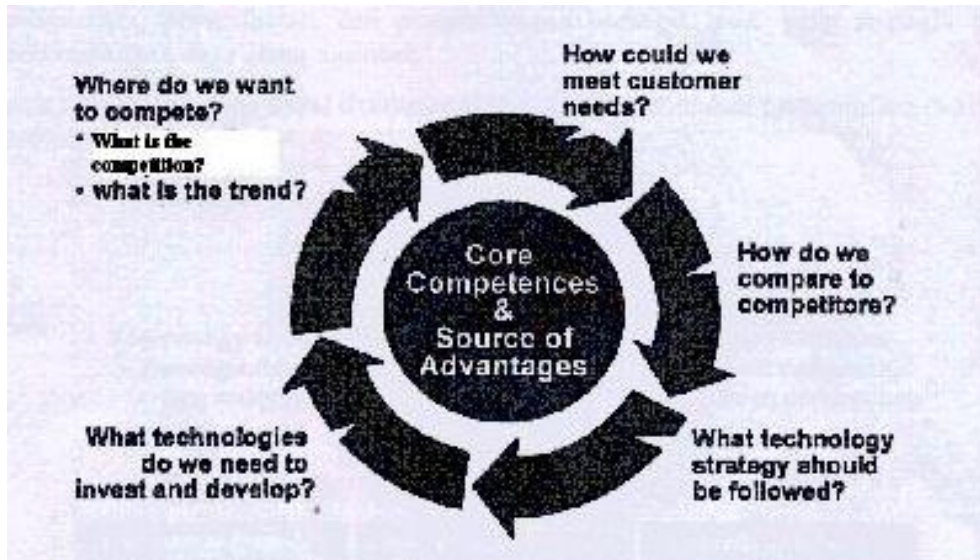 Where do we want
to compete?
* What is the
competition?
• what is the trend?
How could we
meet customer
needs?
How do we
compare to
competitore?
What technology
strategy should
be followed?
What technologies
do we need to
invest and develop?
Core
Competences
&
Source of
Advantages